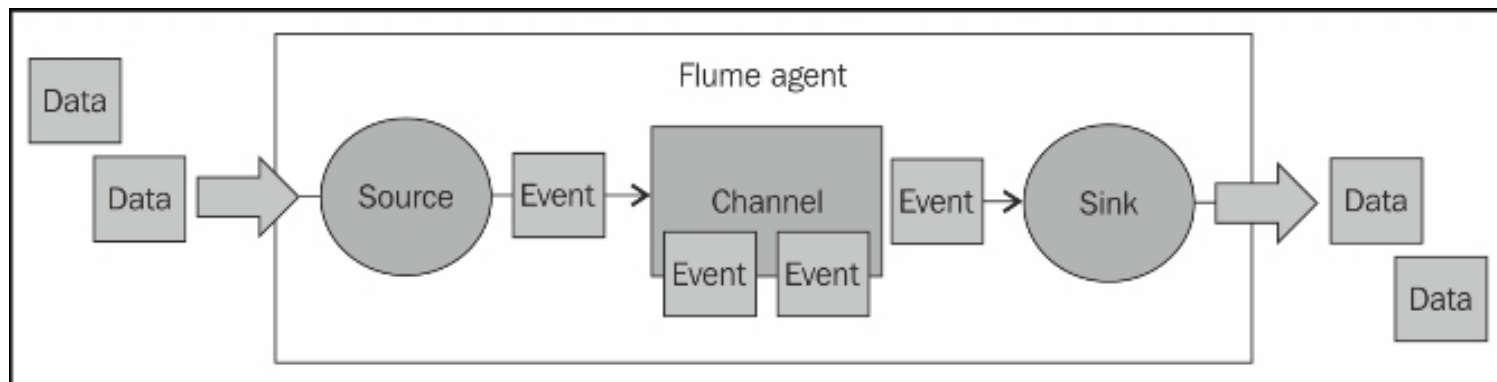 Flume agent
Data
Data
Source
Event
Channel
Event
Event
Event
Sink
Data
Data